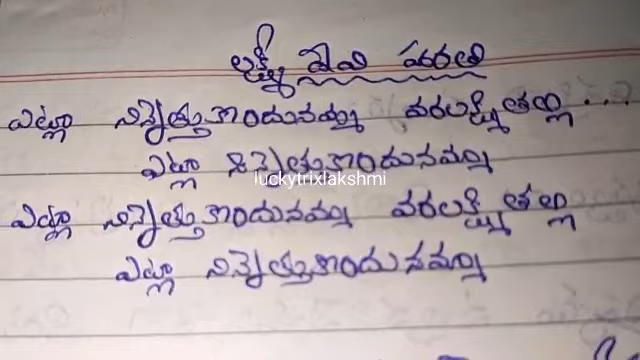 లక్ష్మీ దేవి హారతి
ఎట్లా నిన్నెత్తుకొందునమ్మా వరలక్ష్మి తల్లి ....
ఎట్లా నిన్నెత్తుకొందునమ్మా
luckytrixlakshmi
ఎట్లా నిన్నెత్తుకొందునమ్మా వరలక్ష్మి తల్లి
ఎట్లా నిన్నెత్తుకొందునమ్మా